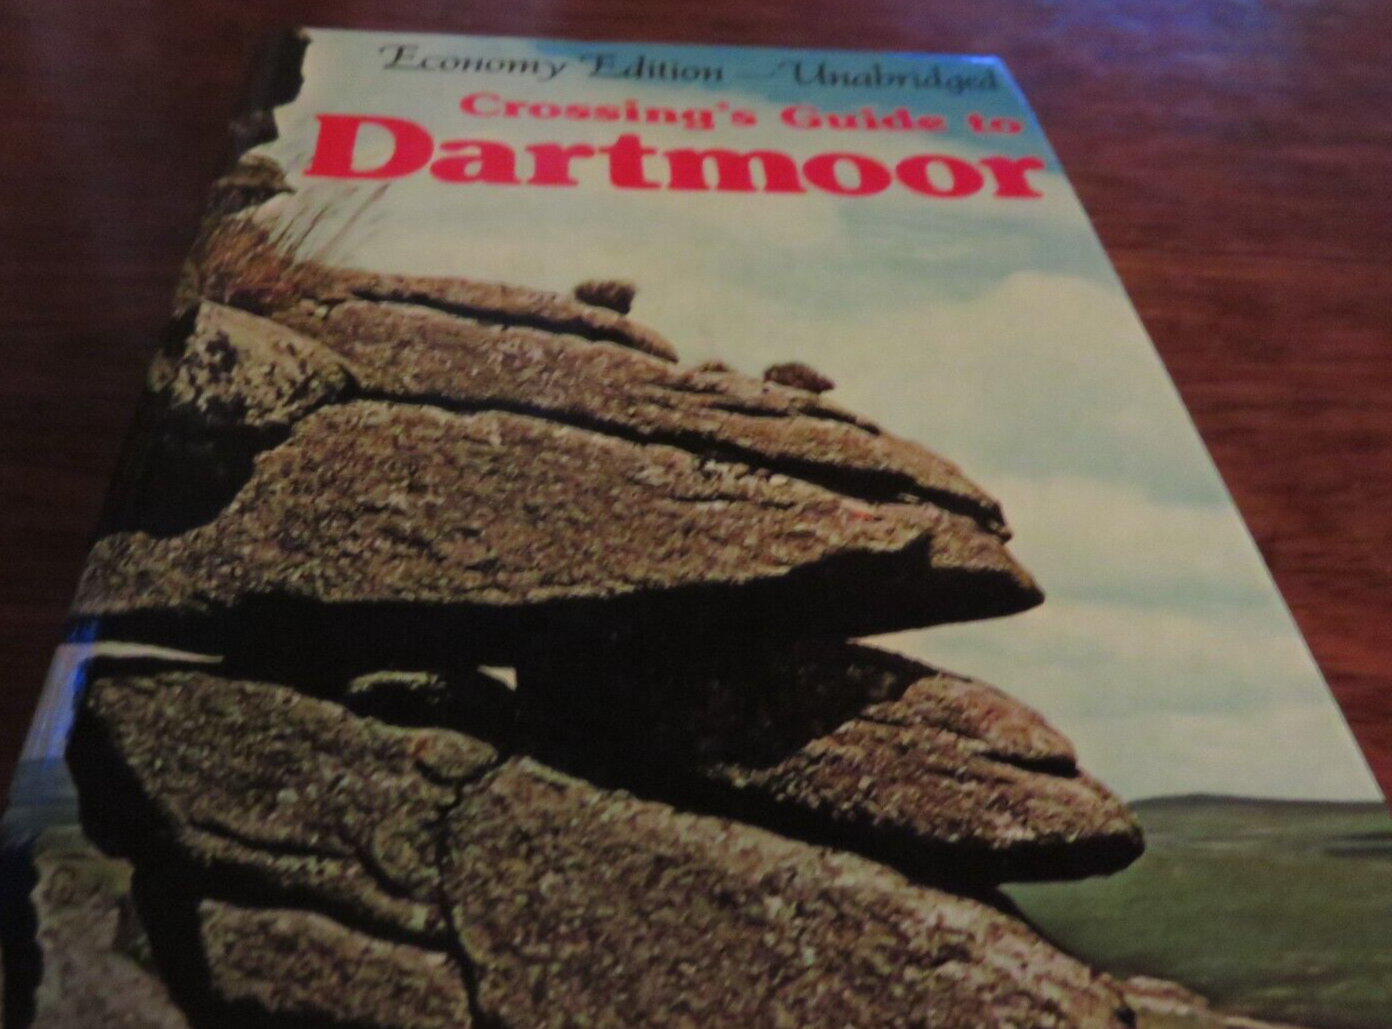 Economy Edition — Unabridged
Crossing's Guide to
Dartmoor